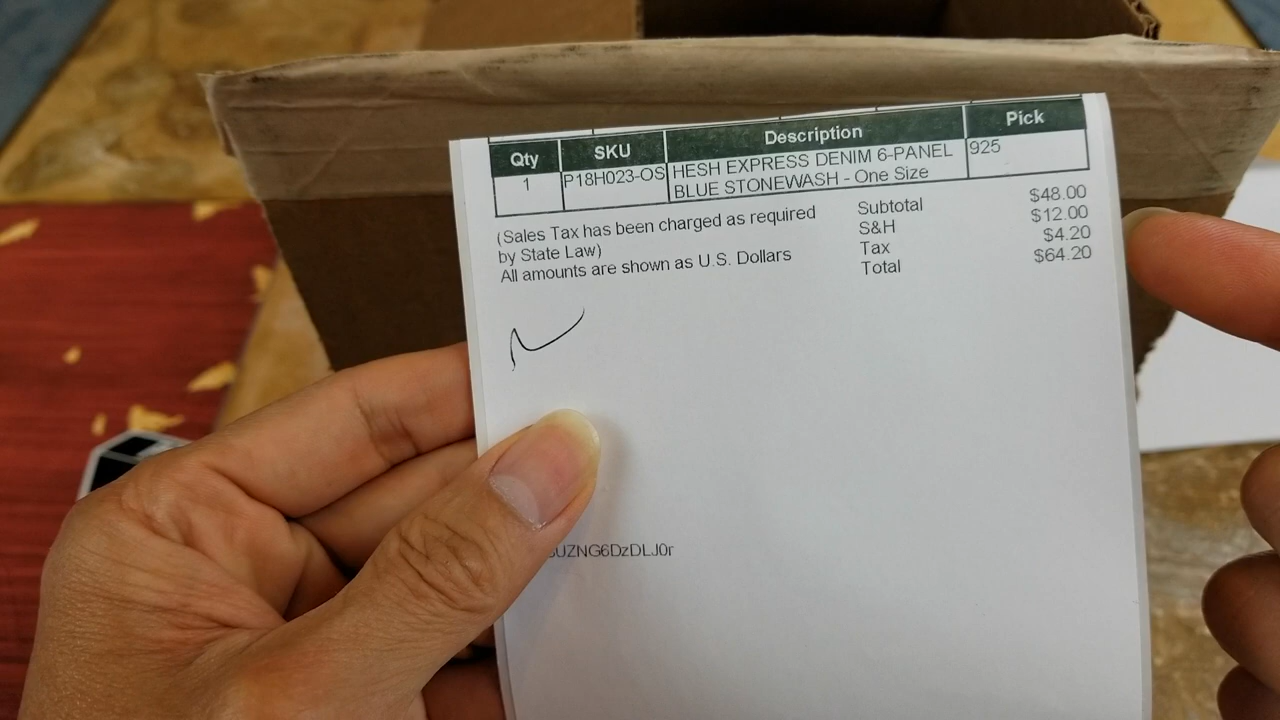 Qty SKU Description Pick
1 P18H023-OS HESH EXPRESS DENIM 6-PANEL 925
BLUE STONEWASH - One Size
(Sales Tax has been charged as required
by State Law)
All amounts are shown as U.S. Dollars
Subtotal $48.00
S&H $12.00
Tax $4.20
Total $64.20
UZNG6DzDLJ0r